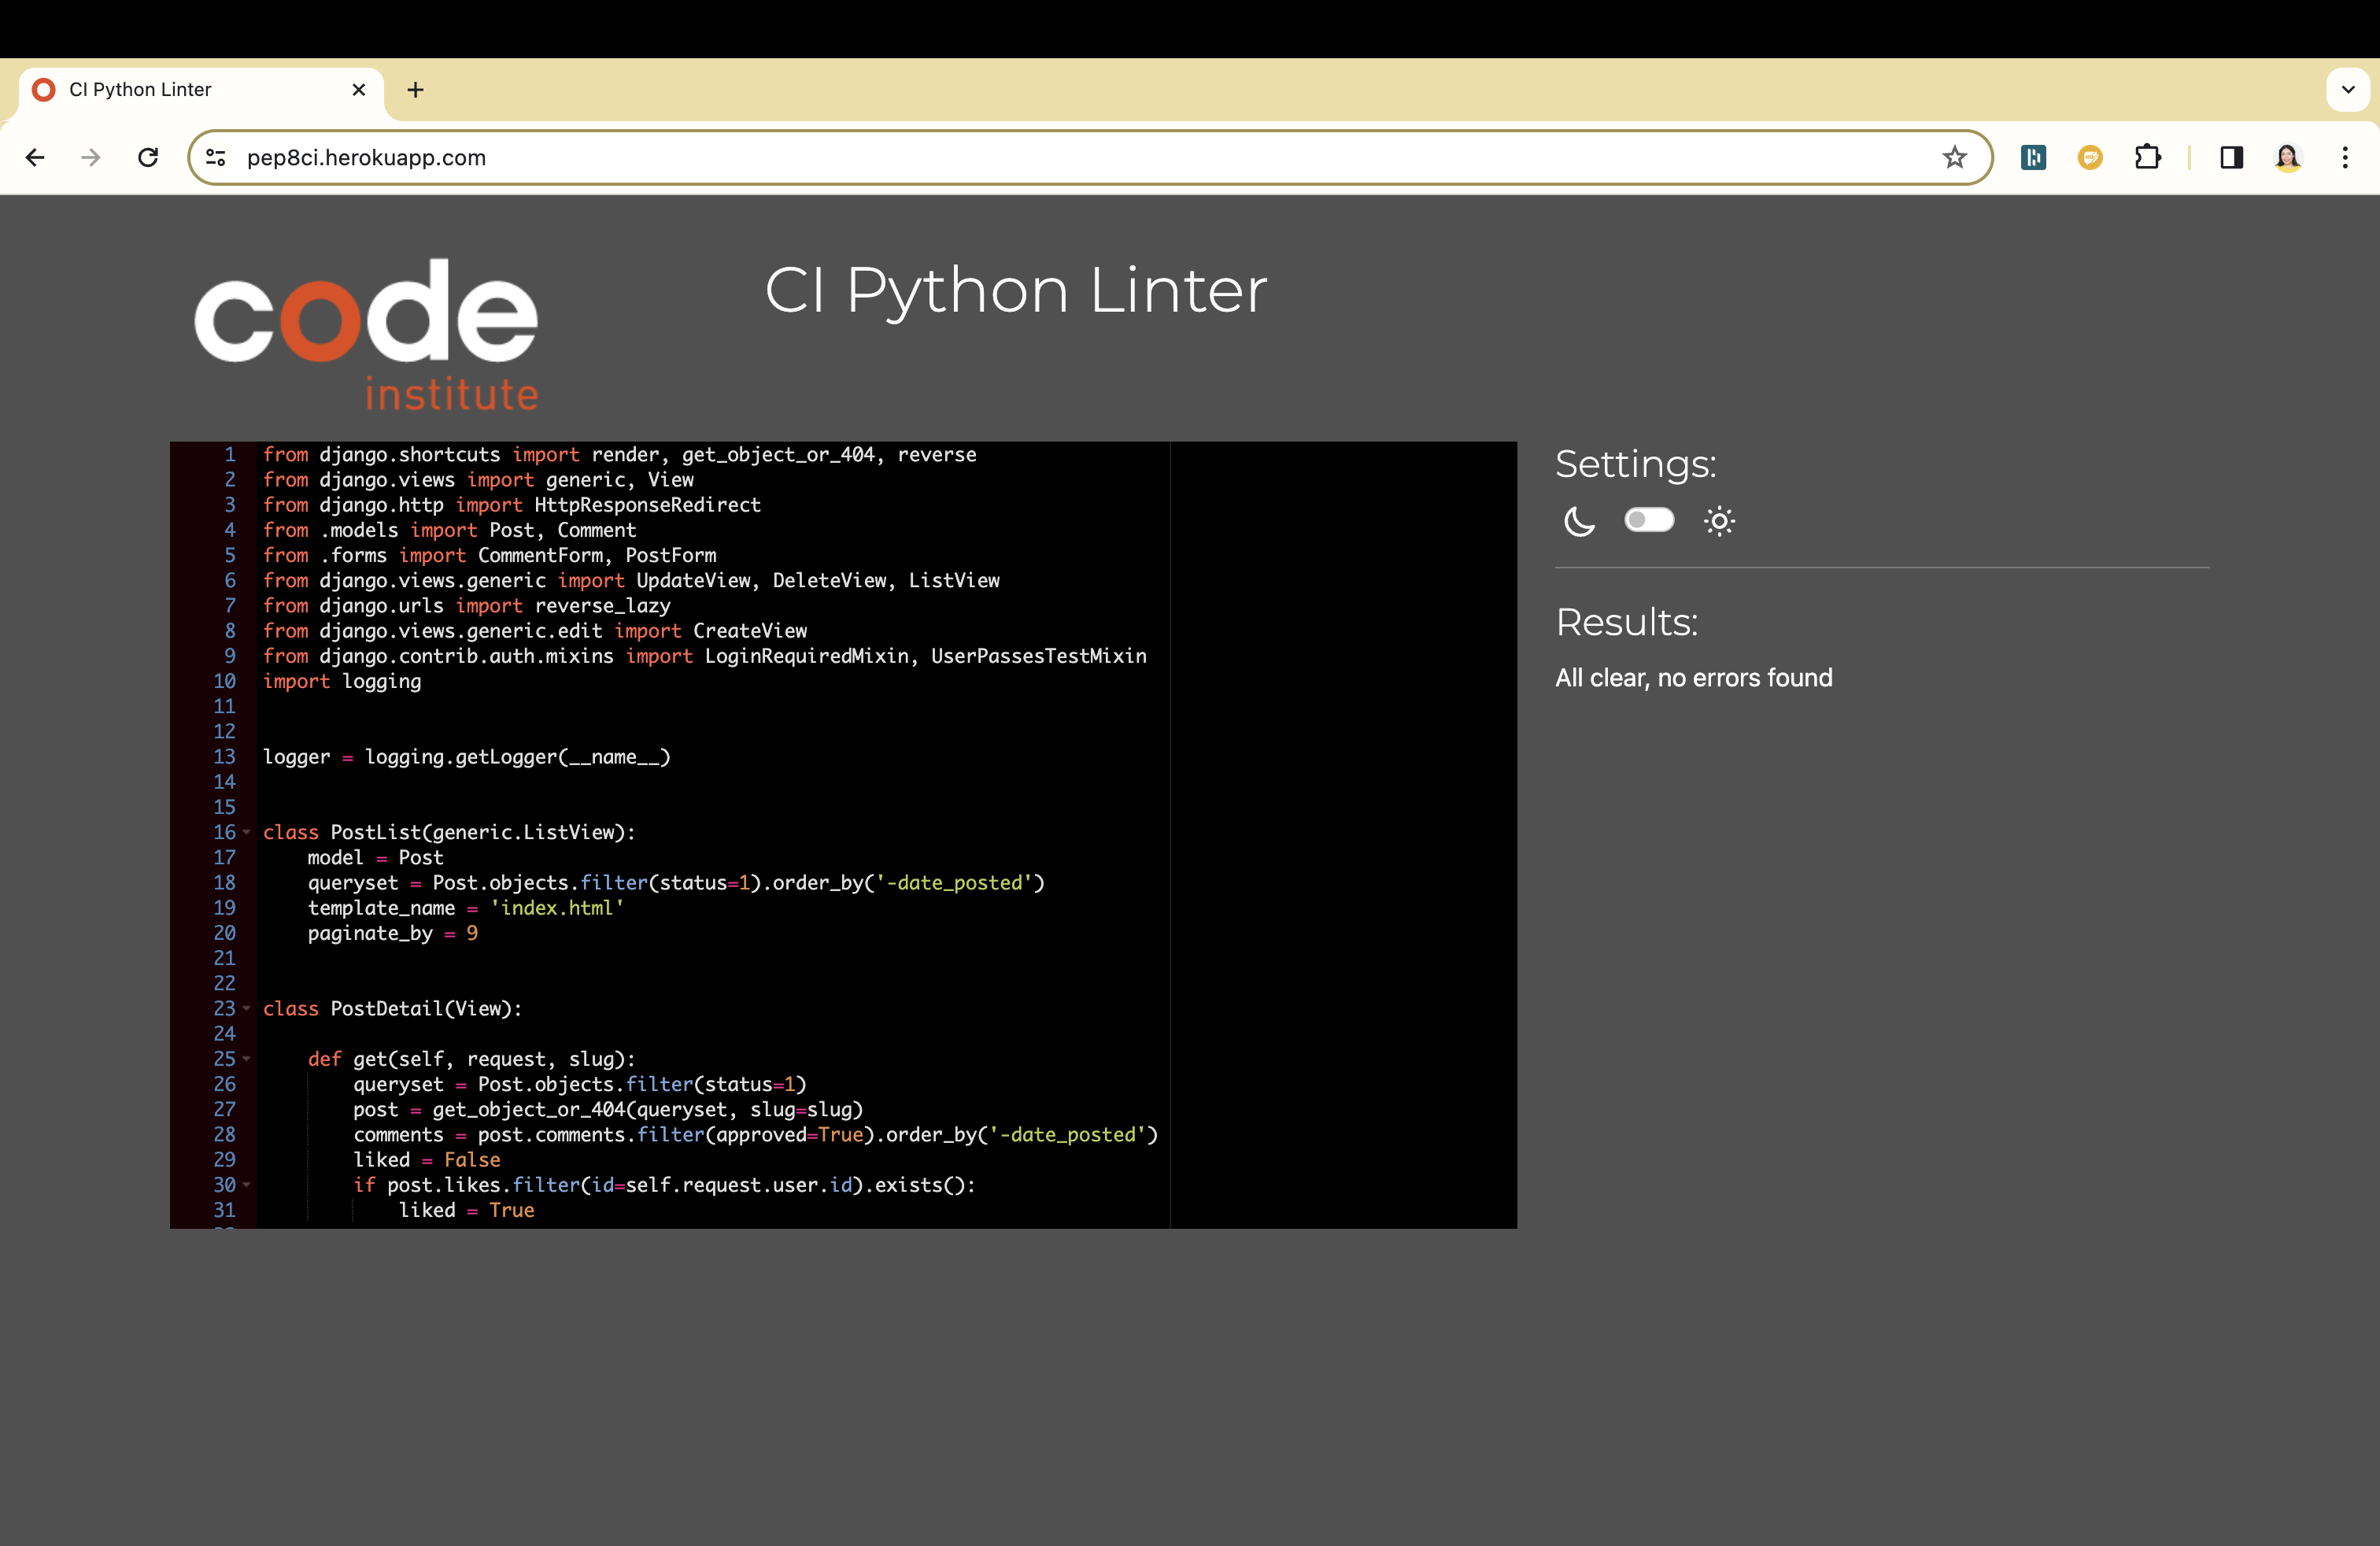 CI Python Linter
pep8ci.herokuapp.com
code
institute
CI Python Linter
1 from django.shortcuts import render, get_object_or_404, reverse
2 from django.views import generic, View
3 from django.http import HttpResponseRedirect
4 from .models import Post, Comment
5 from .forms import CommentForm, PostForm
6 from django.views.generic import UpdateView, DeleteView, ListView
7 from django.urls import reverse_lazy
8 from django.views.generic.edit import CreateView
9 from django.contrib.auth.mixins import LoginRequiredMixin, UserPassesTestMixin
10 import logging
11
12
13 logger = logging.getLogger(__name__)
14
15
16 class PostList(generic.ListView):
17     model = Post
18     queryset = Post.objects.filter(status=1).order_by('-date_posted')
19     template_name = 'index.html'
20     paginate_by = 9
21
22
23 class PostDetail(View):
24
25     def get(self, request, slug):
26         queryset = Post.objects.filter(status=1)
27         post = get_object_or_404(queryset, slug=slug)
28         comments = post.comments.filter(approved=True).order_by('-date_posted')
29         liked = False
30         if post.likes.filter(id=self.request.user.id).exists():
31             liked = True
Settings:
Results:
All clear, no errors found